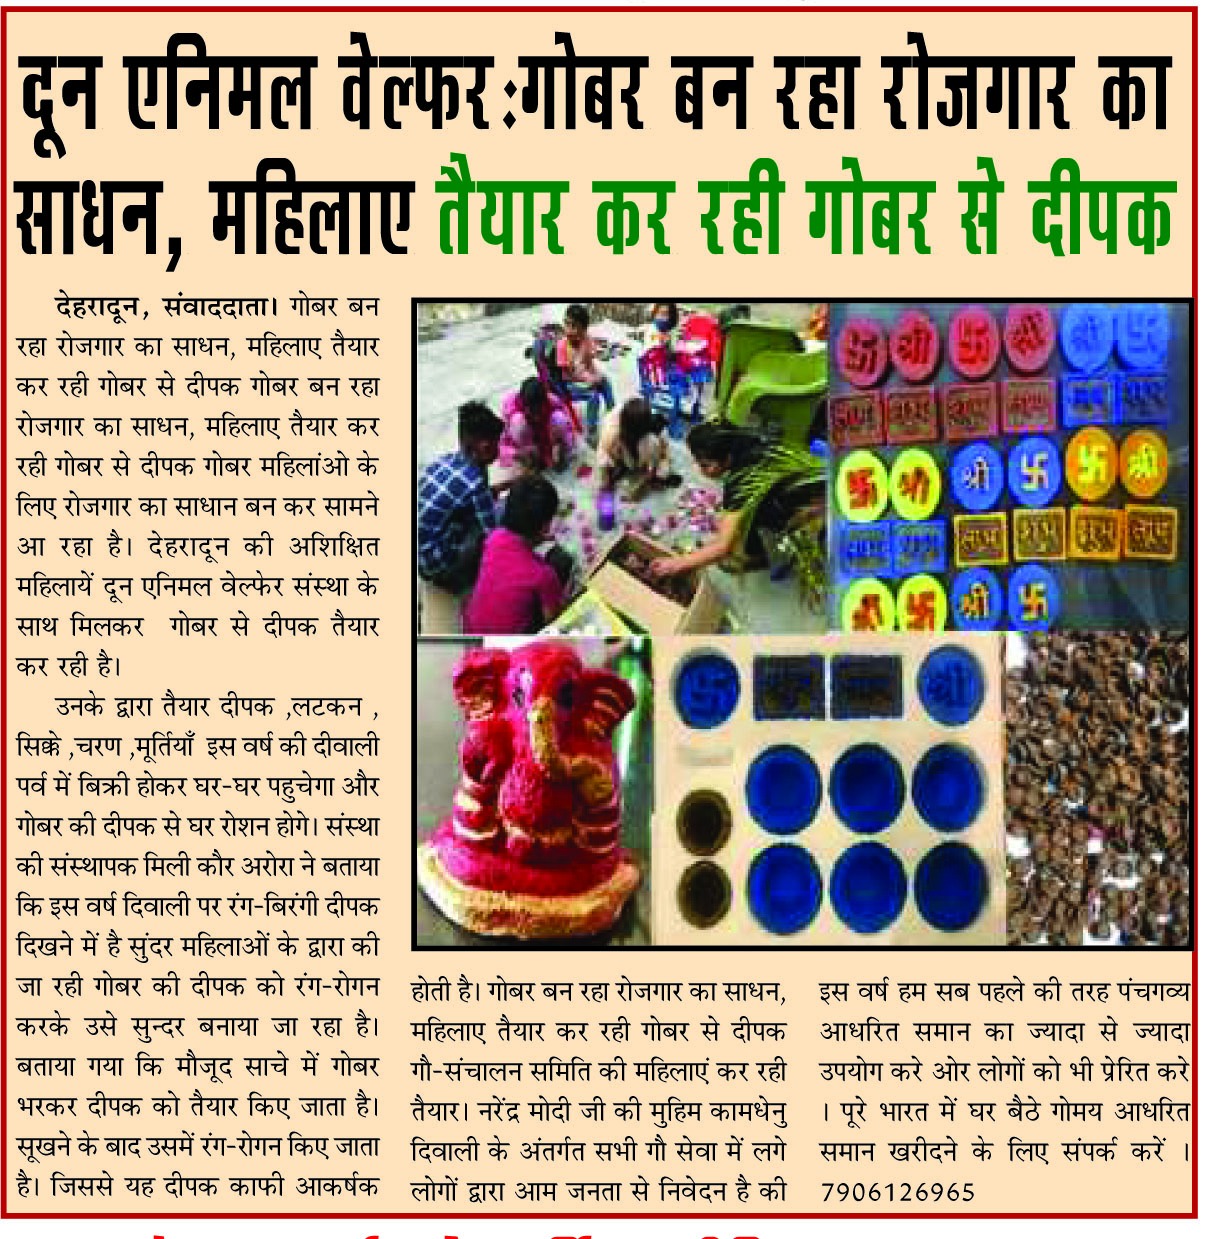 दून एनिमल वेल्फर:गोबर बन रहा रोजगार का
साधन, महिलाए तैयार कर रही गोबर से दीपक
देहरादून, संवाददाता। गोबर बन
रहा रोजगार का साधन, महिलाए तैयार
कर रही गोबर से दीपक गोबर बन रहा
रोजगार का साधन, महिलाए तैयार कर
रही गोबर से दीपक गोबर महिलांओ के
लिए रोजगार का साधान बन कर सामने
आ रहा है। देहरादून की अशिक्षित
महिलायें दून एनिमल वेल्फेर संस्था के
साथ मिलकर गोबर से दीपक तैयार
कर रही है।
उनके द्वारा तैयार दीपक ,लटकन ,
सिक्के ,चरण ,मूर्तियाँ इस वर्ष की दीवाली
पर्व में बिक्री होकर घर-घर पहुचेगा और
गोबर की दीपक से घर रोशन होगे। संस्था
की संस्थापक मिली कौर अरोरा ने बताया
कि इस वर्ष दिवाली पर रंग-बिरंगी दीपक
दिखने में है सुंदर महिलाओं के द्वारा की
जा रही गोबर की दीपक को रंग-रोगन
करके उसे सुन्दर बनाया जा रहा है।
बताया गया कि मौजूद साचे में गोबर
भरकर दीपक को तैयार किए जाता है।
सूखने के बाद उसमें रंग-रोगन किए जाता
है। जिससे यह दीपक काफी आकर्षक
होती है। गोबर बन रहा रोजगार का साधन,
महिलाए तैयार कर रही गोबर से दीपक
गौ-संचालन समिति की महिलाएं कर रही
तैयार। नरेंद्र मोदी जी की मुहिम कामधेनु
दिवाली के अंतर्गत सभी गौ सेवा में लगे
लोगों द्वारा आम जनता से निवेदन है की
इस वर्ष हम सब पहले की तरह पंचगव्य
आधरित समान का ज्यादा से ज्यादा
उपयोग करे ओर लोगों को भी प्रेरित करे
। पूरे भारत में घर बैठे गोमय आधरित
समान खरीदने के लिए संपर्क करें ।
7906126965
श्री श्री
श्री श्री श्री
श्री
श्री